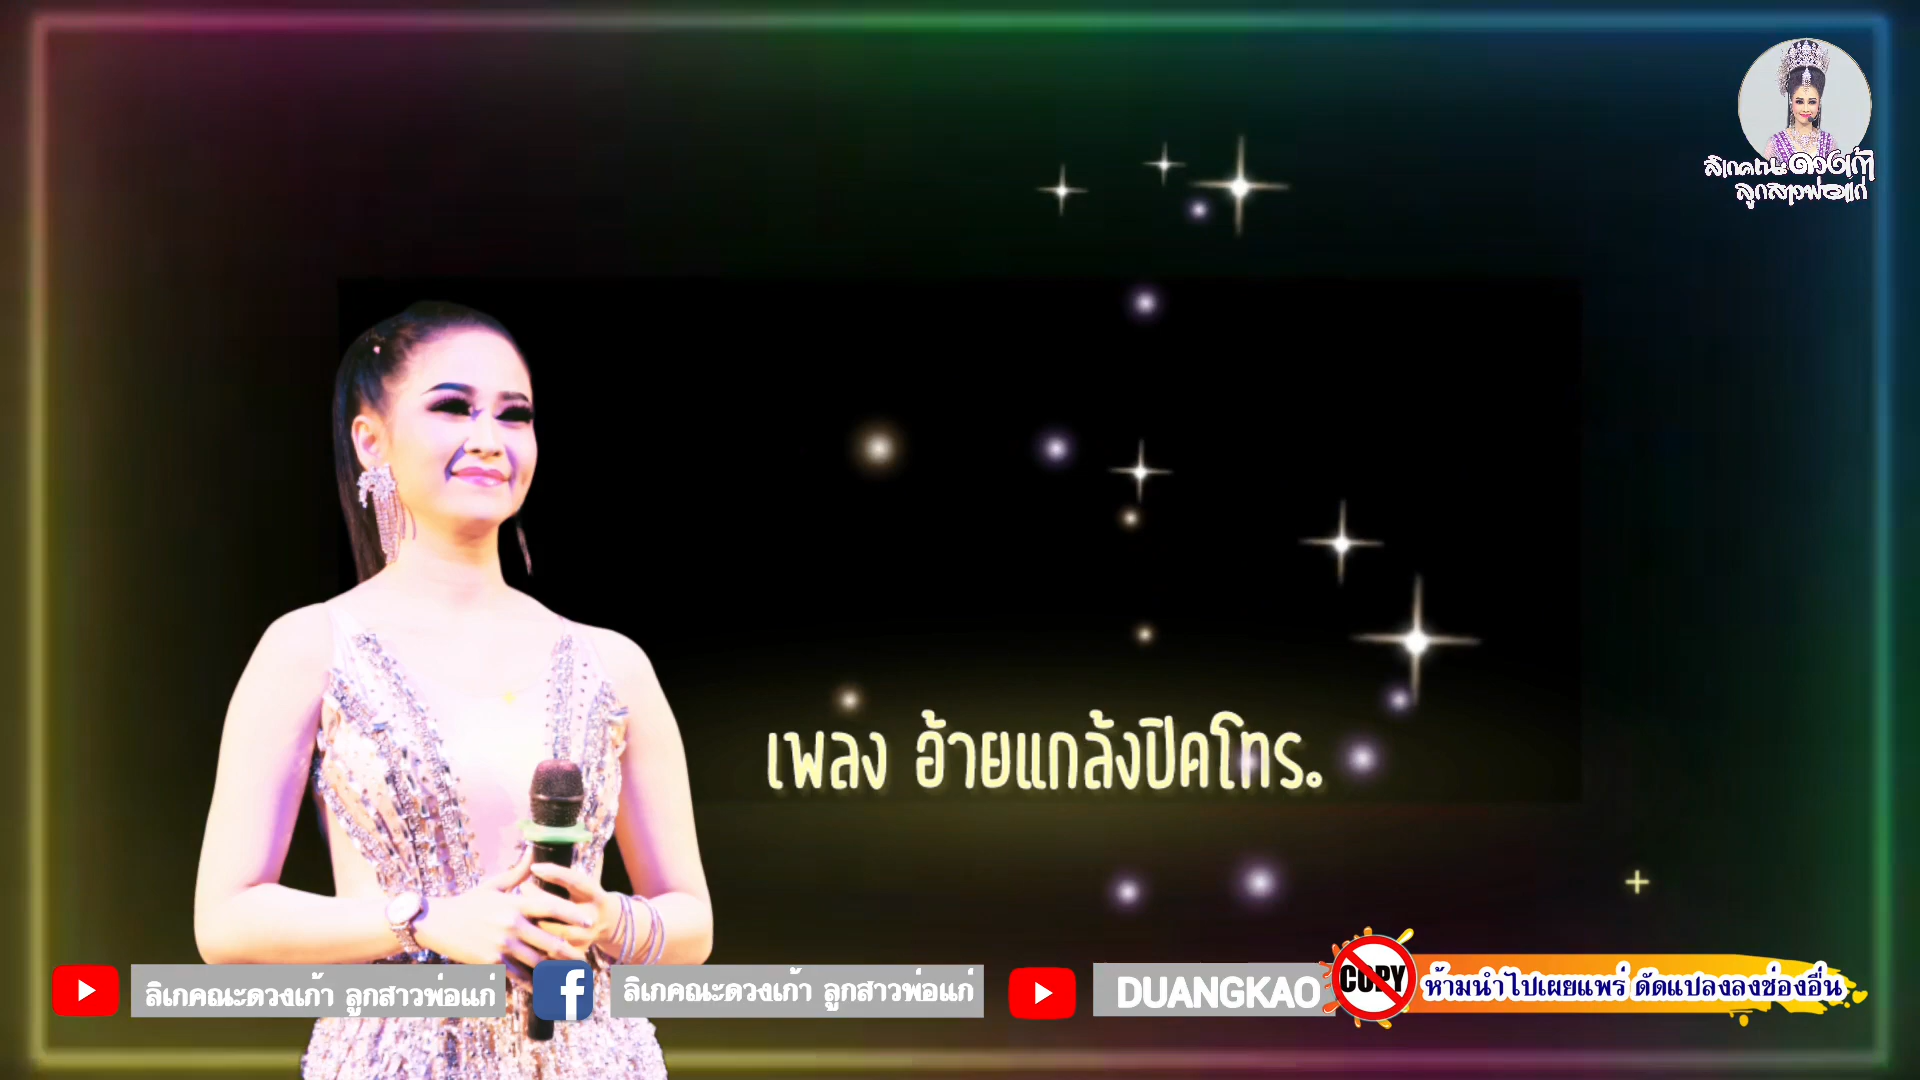 ลิเกคณะดวงเก้า
ลูกสาวพ่อแก่
เพลง อ้ายแกล้งปิดโทร.
ลิเกคณะดวงเก้า ลูกสาวพ่อแก่
ลิเกคณะดวงเก้า ลูกสาวพ่อแก่
DUANGKAO
COPY
ห้ามนำไปเผยแพร่ ดัดแปลงลงช่องอื่น